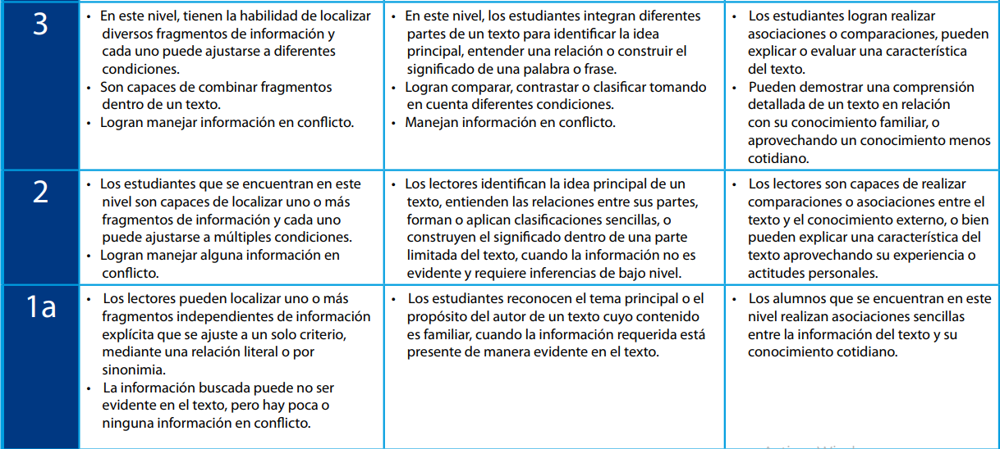 3
• En este nivel, tienen la habilidad de localizar
diversos fragmentos de información y
cada uno puede ajustarse a diferentes
condiciones.
• Son capaces de combinar fragmentos
dentro de un texto.
• Logran manejar información en conflicto.
• En este nivel, los estudiantes integran diferentes
partes de un texto para identificar la idea
principal, entender una relación o construir el
significado de una palabra o frase.
• Logran comparar, contrastar o clasificar tomando
en cuenta diferentes condiciones.
• Manejan información en conflicto.
• Los estudiantes logran realizar
asociaciones o comparaciones, pueden
explicar o evaluar una característica
del texto.
• Pueden demostrar una comprensión
detallada de un texto en relación
con su conocimiento familiar, o
aprovechando un conocimiento menos
cotidiano.
2
• Los estudiantes que se encuentran en este
nivel son capaces de localizar uno o más
fragmentos de información y cada uno
puede ajustarse a múltiples condiciones.
• Logran manejar alguna información en
conflicto.
• Los lectores identifican la idea principal de un
texto, entienden las relaciones entre sus partes,
forman o aplican clasificaciones sencillas, o
construyen el significado dentro de una parte
limitada del texto, cuando la información no es
evidente y requiere inferencias de bajo nivel.
• Los lectores son capaces de realizar
comparaciones o asociaciones entre el
texto y el conocimiento externo, o bien
pueden explicar una característica del
texto aprovechando su experiencia o
actitudes personales.
1a
• Los lectores pueden localizar uno o más
fragmentos independientes de información
explícita que se ajuste a un solo criterio,
mediante una relación literal o por
sinonimia.
• La información buscada puede no ser
evidente en el texto, pero hay poca o
ninguna información en conflicto.
• Los estudiantes reconocen el tema principal o el
propósito del autor de un texto cuyo contenido
es familiar, cuando la información requerida está
presente de manera evidente en el texto.
• Los alumnos que se encuentran en este
nivel realizan asociaciones sencillas
entre la información del texto y su
conocimiento cotidiano.